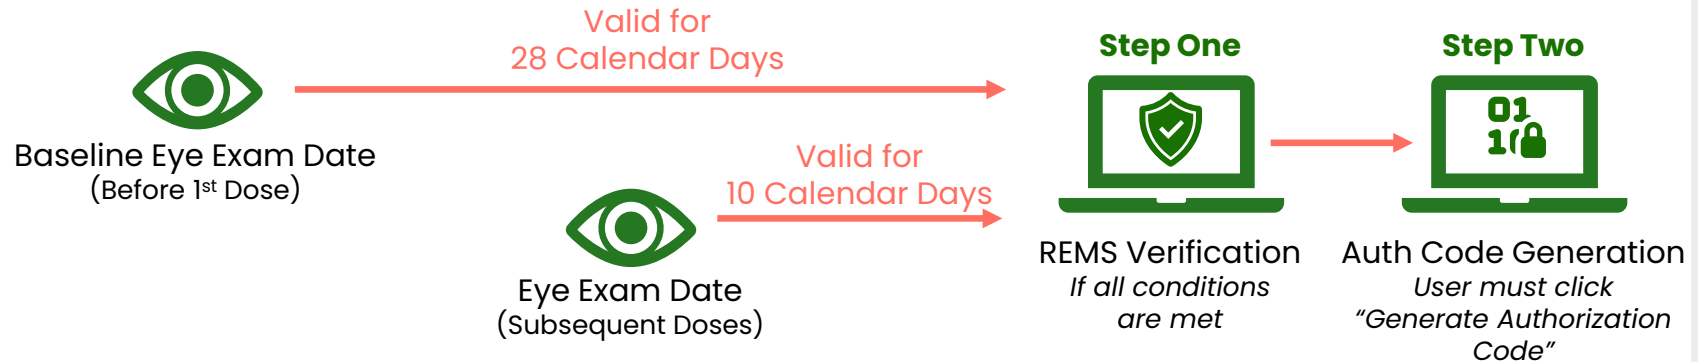 Valid for
28 Calendar Days
Baseline Eye Exam Date
(Before 1st Dose)
Valid for
10 Calendar Days
Eye Exam Date
(Subsequent Doses)
Step One
REMS Verification
If all conditions
are met
Step Two
01
10
Auth Code Generation
User must click
“Generate Authorization
Code”